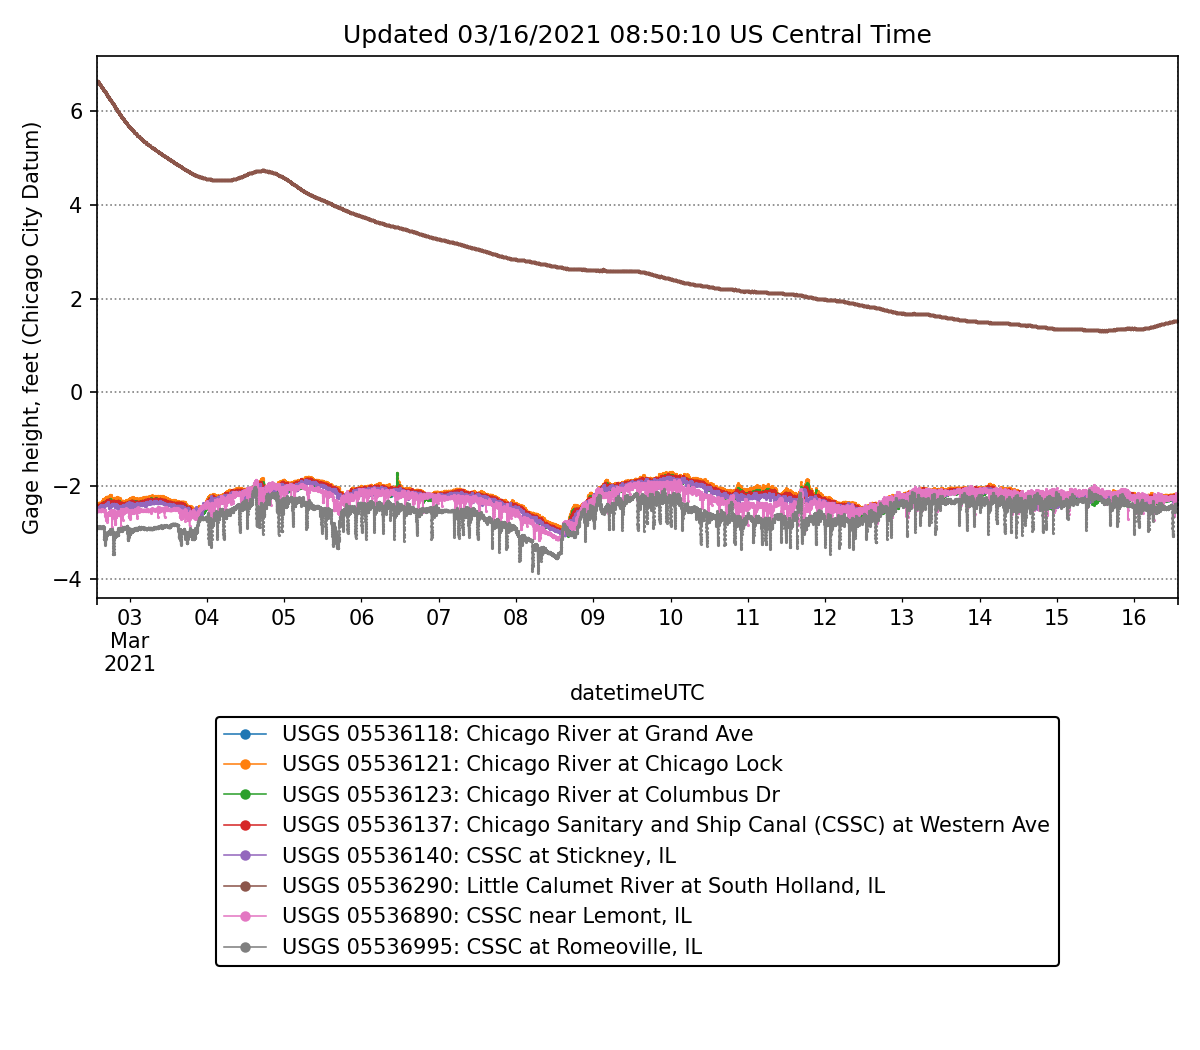 Updated 03/16/2021 08:50:10 US Central Time
Gage height, feet (Chicago City Datum)
6
4
2
0
−2
−4
03 04 05 06 07 08 09 10 11 12 13 14 15 16
Mar
2021
datetimeUTC
USGS 05536118: Chicago River at Grand Ave
USGS 05536121: Chicago River at Chicago Lock
USGS 05536123: Chicago River at Columbus Dr
USGS 05536137: Chicago Sanitary and Ship Canal (CSSC) at Western Ave
USGS 05536140: CSSC at Stickney, IL
USGS 05536290: Little Calumet River at South Holland, IL
USGS 05536890: CSSC near Lemont, IL
USGS 05536995: CSSC at Romeoville, IL